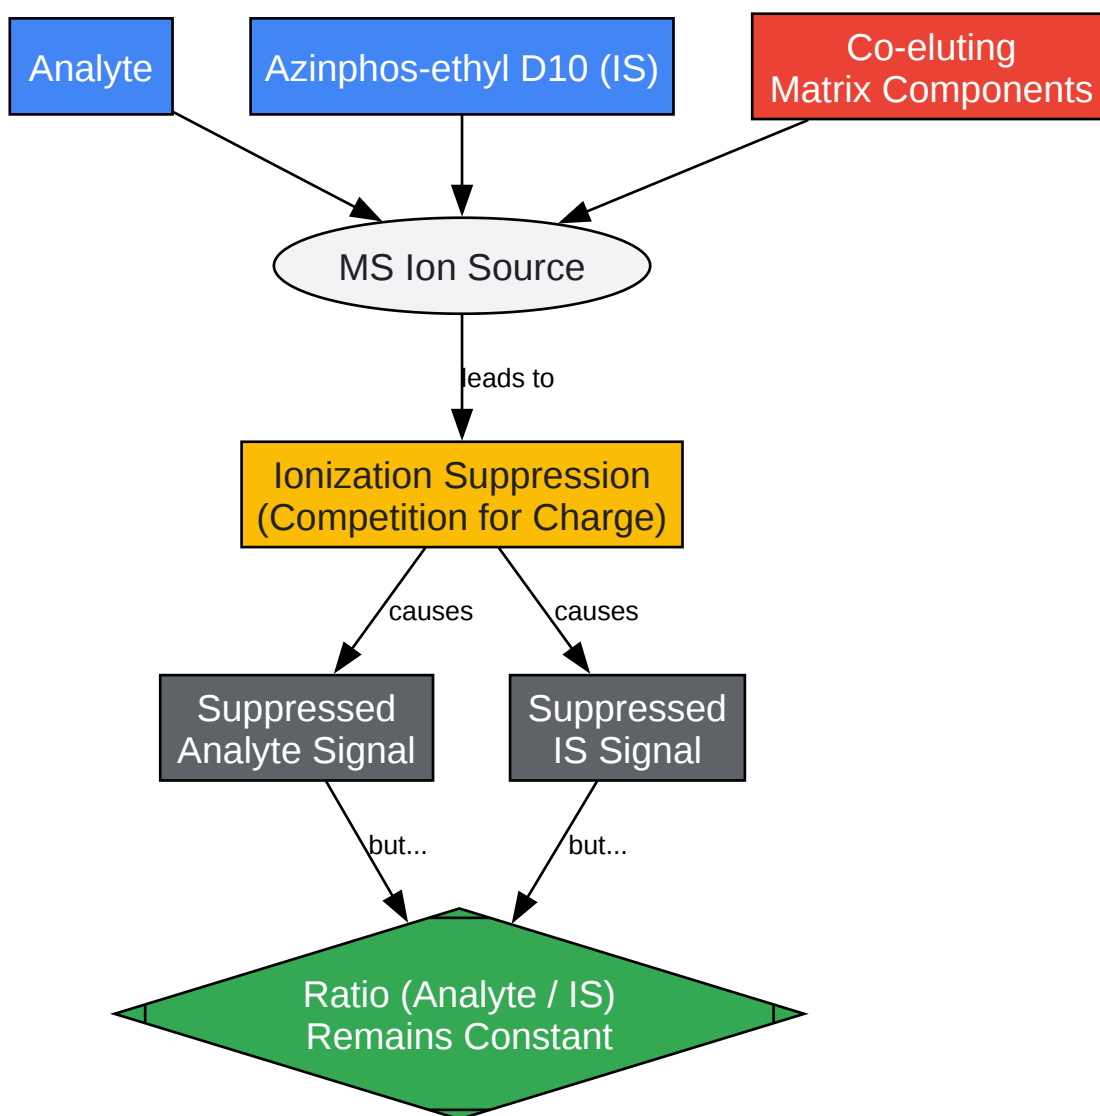 Analyte
Azinphos-ethyl D10 (IS)
Co-eluting
Matrix Components
MS Ion Source
leads to
Ionization Suppression
(Competition for Charge)
causes
causes
Suppressed
Analyte Signal
Suppressed
IS Signal
but...
but...
Ratio (Analyte / IS)
Remains Constant